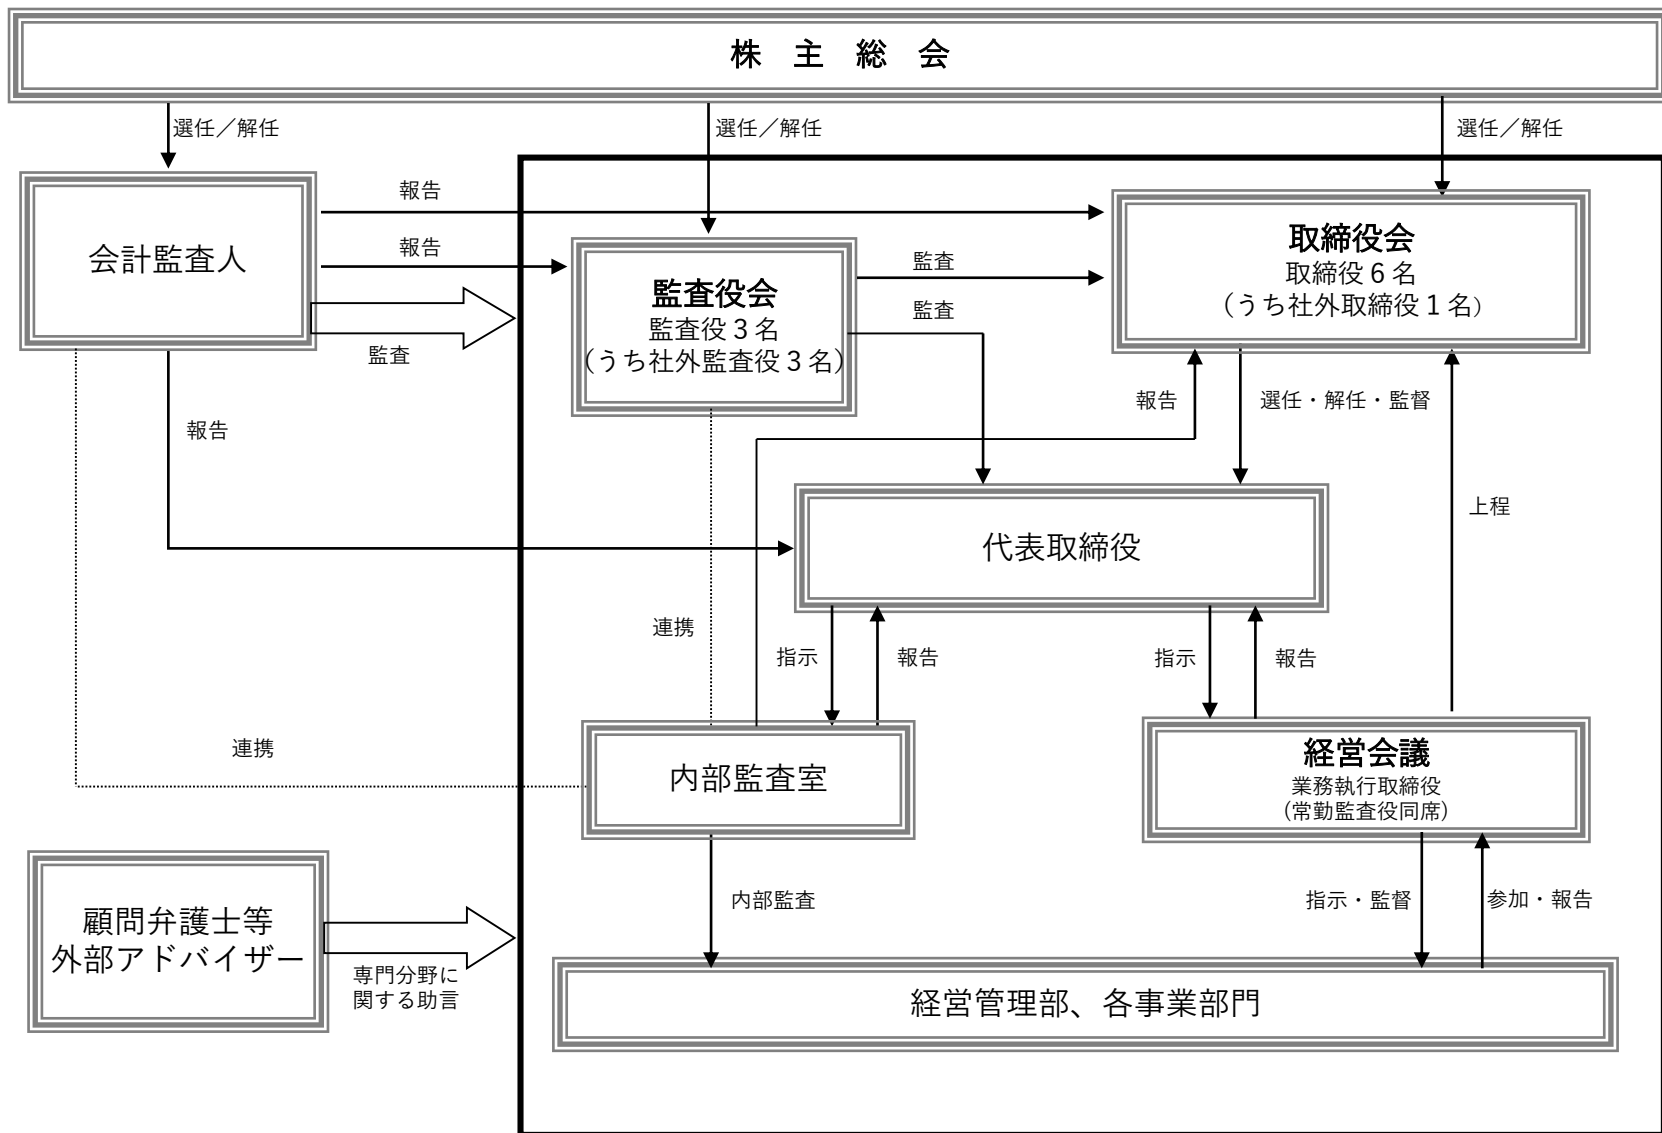 株 主 総 会
選任／解任
選任／解任
選任／解任
会計監査人
報告
報告
監査
監査役会
監査役３名
（うち社外監査役３名）
監査
監査
取締役会
取締役６名
（うち社外取締役１名）
報告
報告
選任・解任・監督
上程
代表取締役
連携
指示
報告
指示
報告
連携
内部監査室
経営会議
業務執行取締役
（常勤監査役同席）
内部監査
指示・監督
参加・報告
顧問弁護士等
外部アドバイザー
専門分野に
関する助言
経営管理部、各事業部門